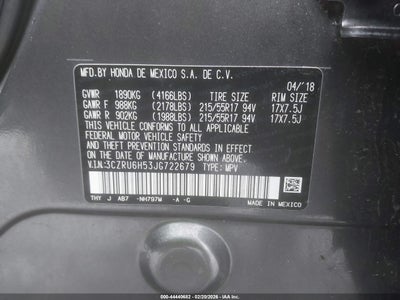 MFD.BY HONDA DE MEXICO S.A. DE C.V.
04/'18
GVWR 1890KG (4166LBS) TIRE SIZE RIM SIZE
GAWR F 988KG (2178LBS) 215/55R17 94V 17X7.5J
GAWR R 902KG (1988LBS) 215/55R17 94V 17X7.5J
THIS VEHICLE CONFORMS TO ALL APPLICABLE
FEDERAL MOTOR VEHICLE SAFETY
AND THEFT PREVENTION STANDARDS IN EFFECT ON
THE DATE OF MANUFACTURE SHOWN ABOVE.
V.I.N:3CZRU6H53JG722679 TYPE: MPV
THY J AB7 -NH797M -A -G
MADE IN MEXICO
000-44440682 - 02/20/2026 - IAAI.COM